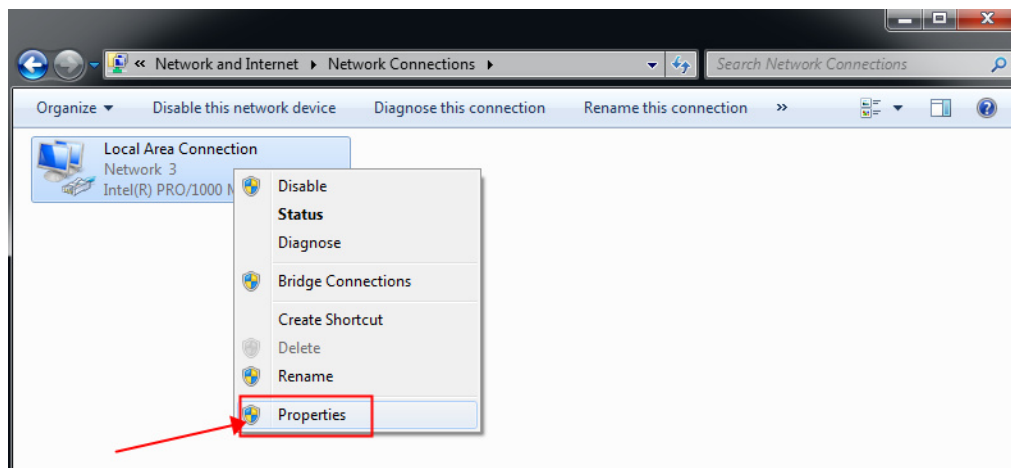 « Network and Internet ▸ Network Connections ▸ Search Network Connections
Organize ▾ Disable this network device Diagnose this connection Rename this connection »
Local Area Connection
Network 3
Intel(R) PRO/1000
Disable
Status
Diagnose
Bridge Connections
Create Shortcut
Delete
Rename
Properties